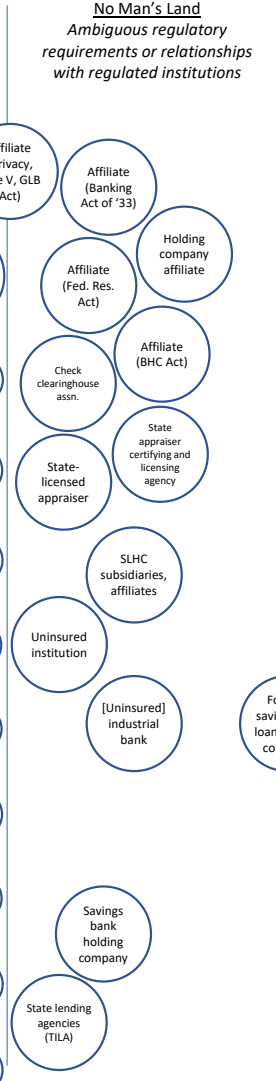 No Man's Land
Ambiguous regulatory
requirements or relationships
with regulated institutions
Act)
Affiliate
(Banking
Act of '33)
Holding
company
affiliate
Affiliate
(Fed. Res.
Act)
Affiliate
(BHC Act)
Check
clearinghouse
assn.
State
appraiser
certifying and
licensing
agency
State-
licensed
appraiser
SLHC
subsidiaries,
affiliates
Uninsured
institution
[Uninsured]
industrial
bank
Savings
bank
holding
company
State lending
agencies
(TILA)